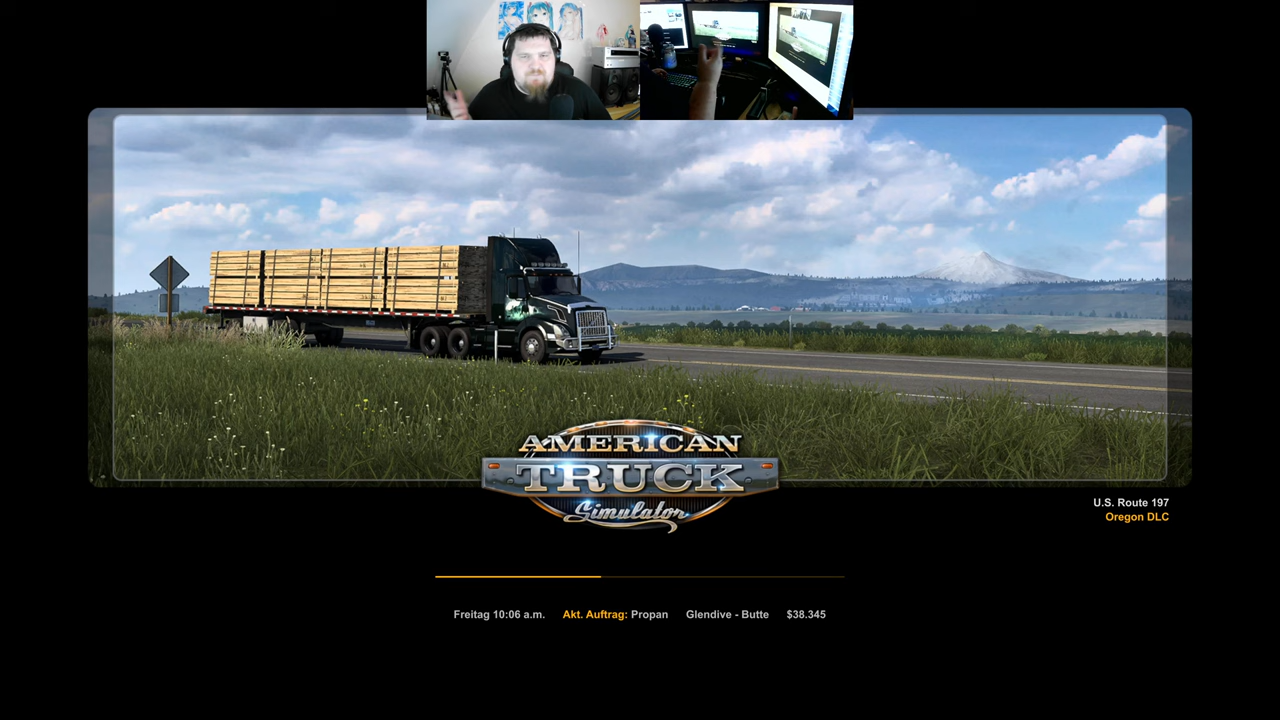 AMERICAN
TRUCK
Simulator
U.S. Route 197
Oregon DLC
Freitag 10:06 a.m. Akt. Auftrag: Propan Glendive - Butte $38.345